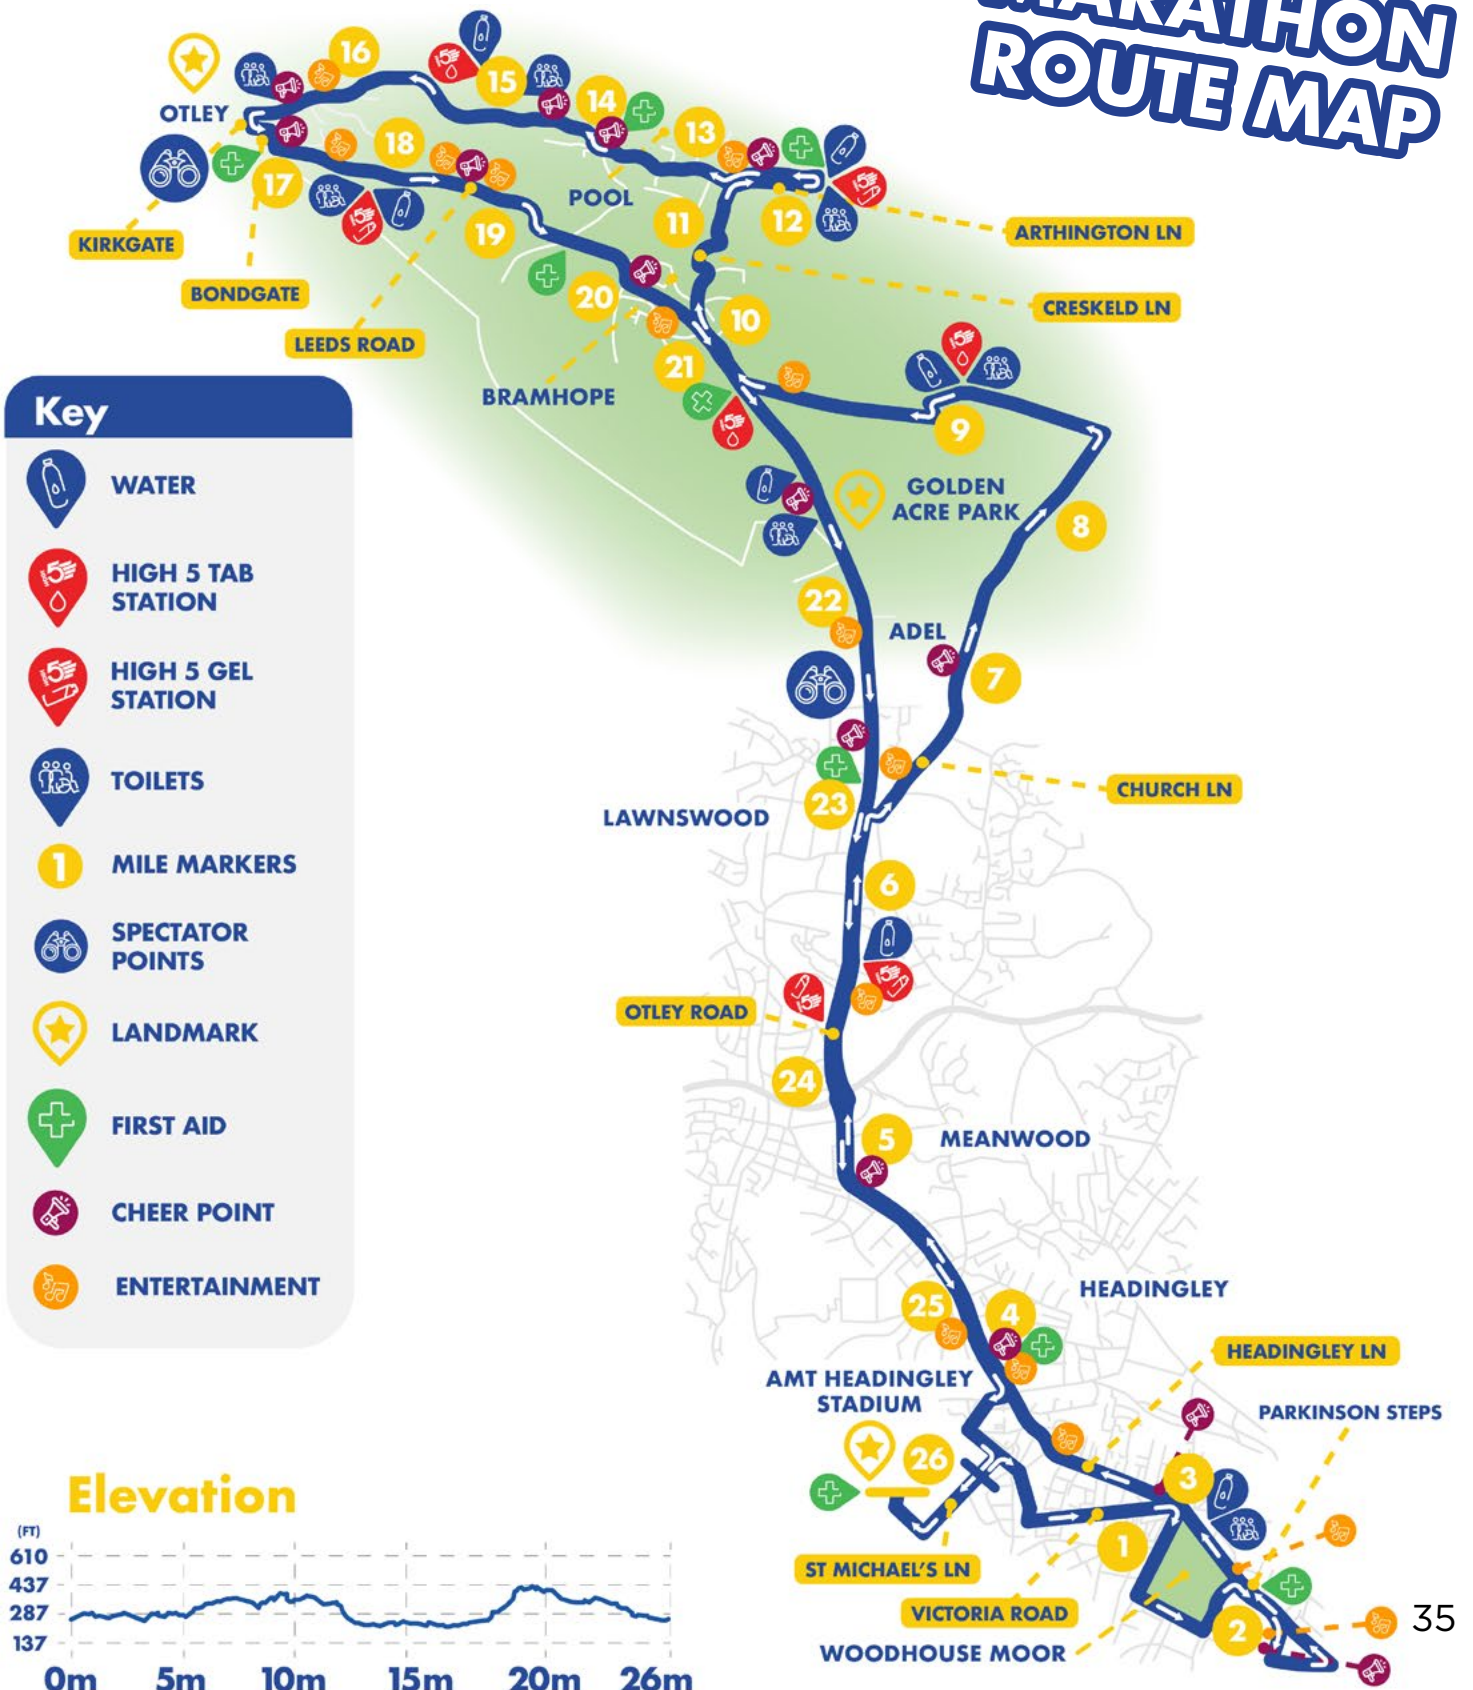 MARATHON
ROUTE MAP
16
15
14
13
OTLEY
18
17
POOL
11
12
19
ARTHINGTON LN
KIRKGATE
BONDGATE
20
10
CRESKELD LN
LEEDS ROAD
21
BRAMHOPE
9
GOLDEN
ACRE PARK
8
22
ADEL
7
CHURCH LN
23
LAWNSWOOD
6
OTLEY ROAD
24
5
MEANWOOD
HEADINGLEY
25
4
HEADINGLEY LN
AMT HEADINGLEY
STADIUM
PARKINSON STEPS
26
3
1
ST MICHAEL'S LN
VICTORIA ROAD
2
WOODHOUSE MOOR
35
Key
WATER
HIGH 5 TAB
STATION
HIGH 5 GEL
STATION
TOILETS
1 MILE MARKERS
SPECTATOR
POINTS
LANDMARK
FIRST AID
CHEER POINT
ENTERTAINMENT
Elevation
(FT)
610
437
287
137
0m 5m 10m 15m 20m 26m